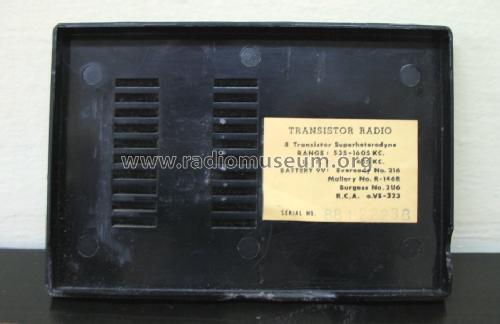 TRANSISTOR RADIO
8 Transistor Superheterodyne
RANGE: 535-1605 KC.
KC.
BATTERY 9V: Eveready No. 216
Mallory No. R-146R
Burgess No. 2U6
R.C.A. o.VS-323
SERIAL NO.
www.radiomuseum.org